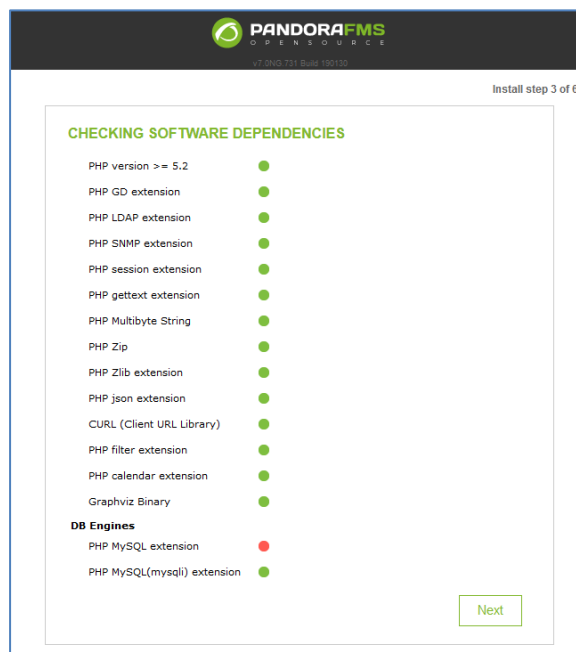 PANDORAFMS
OPENSOURCE
v7.0NG.731 Build 190130
Install step 3 of 6
CHECKING SOFTWARE DEPENDENCIES
PHP version >= 5.2
PHP GD extension
PHP LDAP extension
PHP SNMP extension
PHP session extension
PHP gettext extension
PHP Multibyte String
PHP Zip
PHP Zlib extension
PHP json extension
CURL (Client URL Library)
PHP filter extension
PHP calendar extension
Graphviz Binary
DB Engines
PHP MySQL extension
PHP MySQL(mysqli) extension
Next